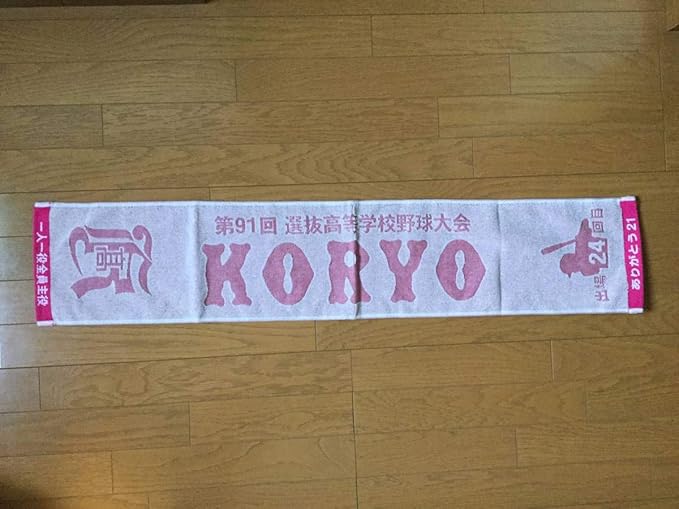 一人一役全員主役
第91回 選抜高等学校野球大会
KORYO
出場24回目
ありがとう21